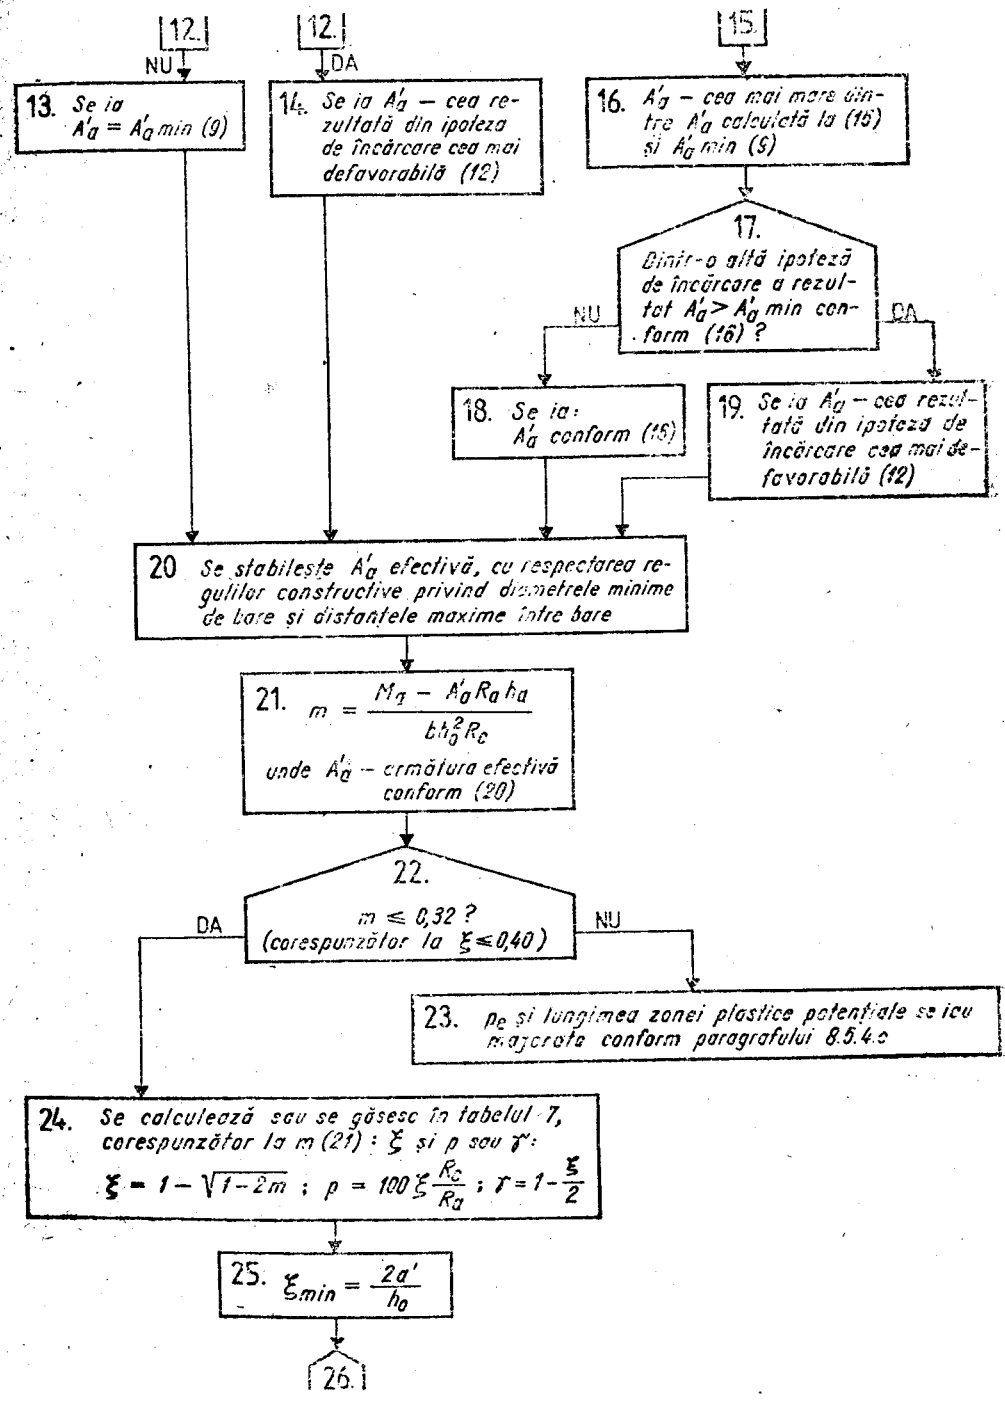 12.
12.
15.
NU
DA
13. Se ia
A'a = A'a min (9)
14. Se ia A'a – cea re-
zultată din ipoteza
de încărcare cea mai
defavorabilă (12)
16. A'a – cea mai mare din-
tre A'a calculată la (15)
și A'a min (9)
17.
Dintr-o altă ipoteză
de încărcare a rezul-
tat A'a > A'a min con-
form (16) ?
NU
DA
18. Se ia:
A'a conform (15)
19. Se ia A'a – cea rezul-
tată din ipoteza de
încărcare cea mai de-
favorabilă (12)
20 Se stabilește A'a efectivă, cu respectarea re-
gulilor constructive privind diametrele minime
de bare și distanțele maxime între bare
21. m = (Mq – A'a Ra ha) / (b h₀² Rc)
unde A'a – armătura efectivă
conform (20)
22.
m ≤ 0,32 ?
(corespunzător la ξ ≤ 0,40)
DA
NU
23. pe și lungimea zonei plastice potențiale se iau
majorate conform paragrafului 8.5.4.c
24. Se calculează sau se găsesc în tabelul 7,
corespunzător la m (21) : ξ și p sau γ:
ξ = 1 – √(1–2m) ; p = 100 ξ Rc/Ra ; γ = 1– ξ/2
25. ξmin = 2a'/h₀
26.